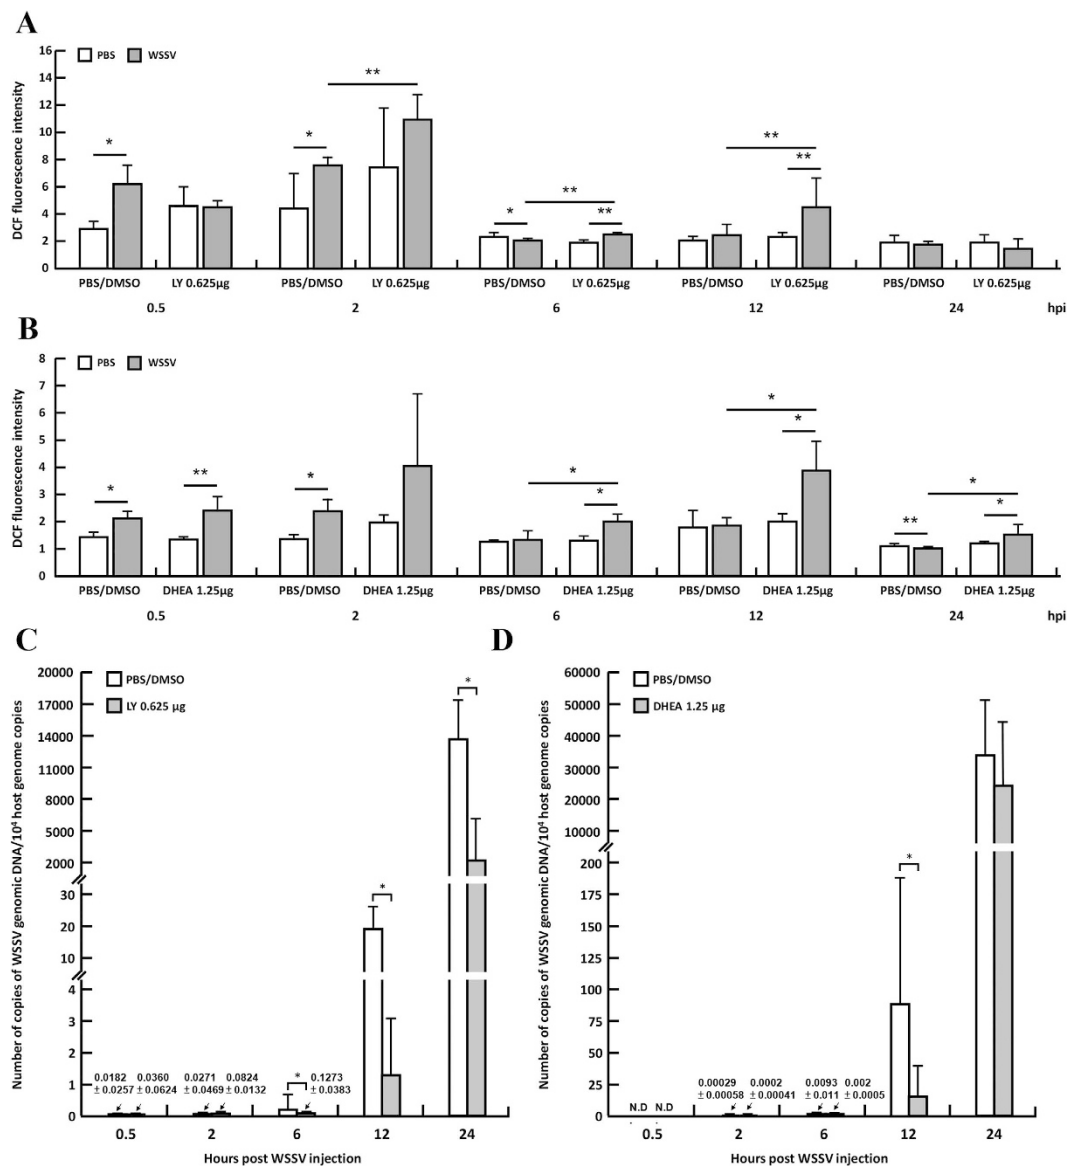 A
16
14
12
10
8
6
4
2
0
DCF fluorescence intensity
PBS WSSV
* * ** * ** ** ** **
PBS/DMSO LY 0.625µg PBS/DMSO LY 0.625µg PBS/DMSO LY 0.625µg PBS/DMSO LY 0.625µg PBS/DMSO LY 0.625µg
0.5 2 6 12 24 hpi
B
8
7
6
5
4
3
2
1
0
DCF fluorescence intensity
PBS WSSV
* ** * * * * * ** * *
PBS/DMSO DHEA 1.25µg PBS/DMSO DHEA 1.25µg PBS/DMSO DHEA 1.25µg PBS/DMSO DHEA 1.25µg PBS/DMSO DHEA 1.25µg
0.5 2 6 12 24 hpi
C
20000
17000
14000
11000
8000
5000
2000
30
20
10
4
3
2
1
0
Number of copies of WSSV genomic DNA/10⁴ host genome copies
PBS/DMSO
LY 0.625 µg
* * *
0.0182 0.0360 0.0271 0.0824 0.1273
± 0.0257 ± 0.0624 ± 0.0469 ± 0.0132 ± 0.0383
0.5 2 6 12 24
Hours post WSSV injection
D
60000
50000
40000
30000
20000
10000
200
175
150
125
100
75
50
25
0
Number of copies of WSSV genomic DNA/10⁴ host genome copies
PBS/DMSO
DHEA 1.25 µg
*
0.00029 0.0002 0.0093 0.002
± 0.00058 ± 0.00041 ± 0.011 ± 0.0005
N.D N.D
0.5 2 6 12 24
Hours post WSSV injection